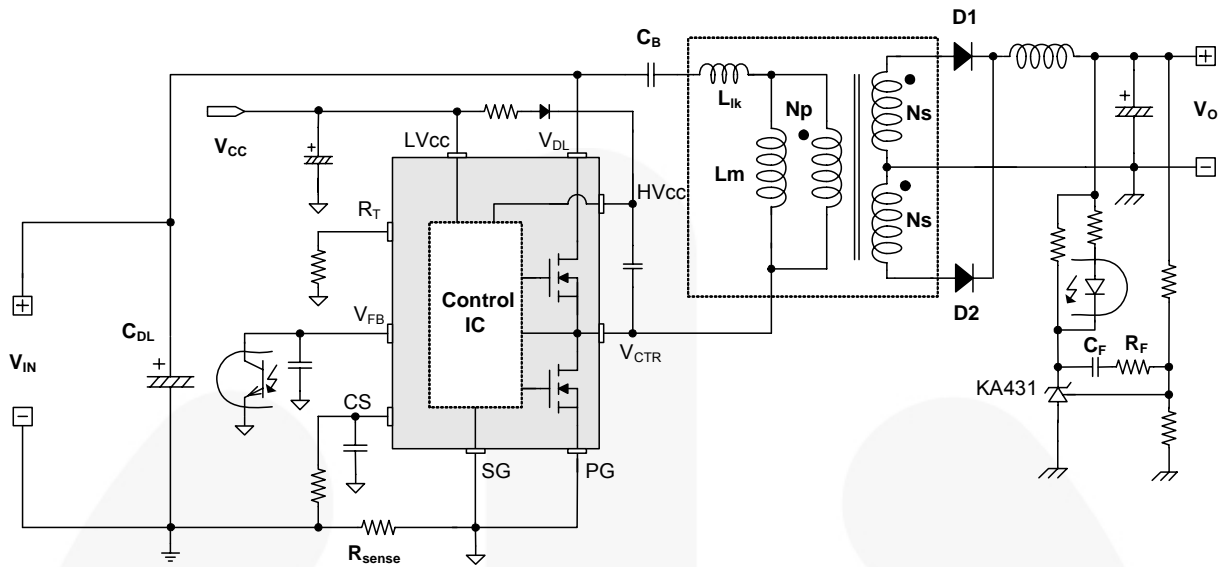 D1
C_B
L_lk
Np
Ns
Lm
Ns
D2
V_O
+
-
+
V_CC
+
LVcc
V_DL
HVcc
R_T
Control
IC
V_FB
V_CTR
CS
SG
PG
C_DL
+
+
V_IN
-
R_sense
C_F
R_F
KA431